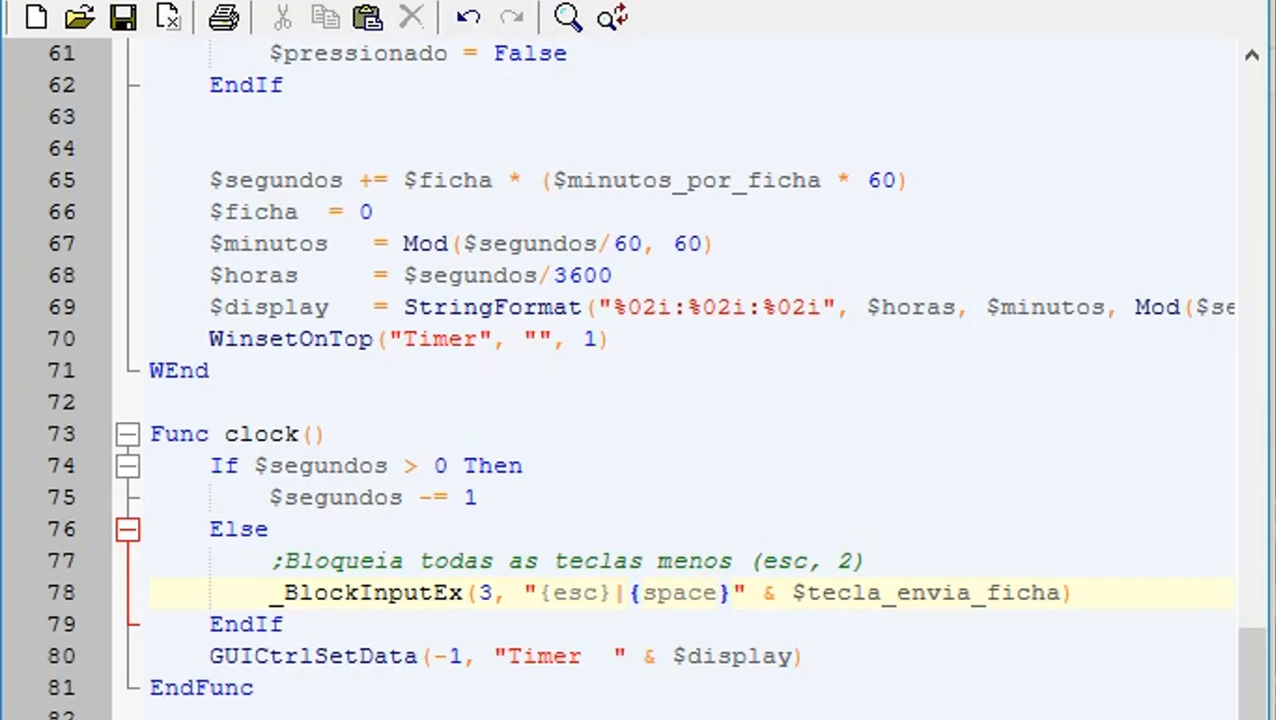 61 $pressionado = False
62 EndIf
63
64
65 $segundos += $ficha * ($minutos_por_ficha * 60)
66 $ficha = 0
67 $minutos = Mod($segundos/60, 60)
68 $horas = $segundos/3600
69 $display = StringFormat("%02i:%02i:%02i", $horas, $minutos, Mod($se
70 WinsetOnTop("Timer", "", 1)
71 WEnd
72
73 Func clock()
74 If $segundos > 0 Then
75 $segundos -= 1
76 Else
77 ;Bloqueia todas as teclas menos (esc, 2)
78 _BlockInputEx(3, "{esc}|{space}" & $tecla_envia_ficha)
79 EndIf
80 GUICtrlSetData(-1, "Timer  " & $display)
81 EndFunc
82